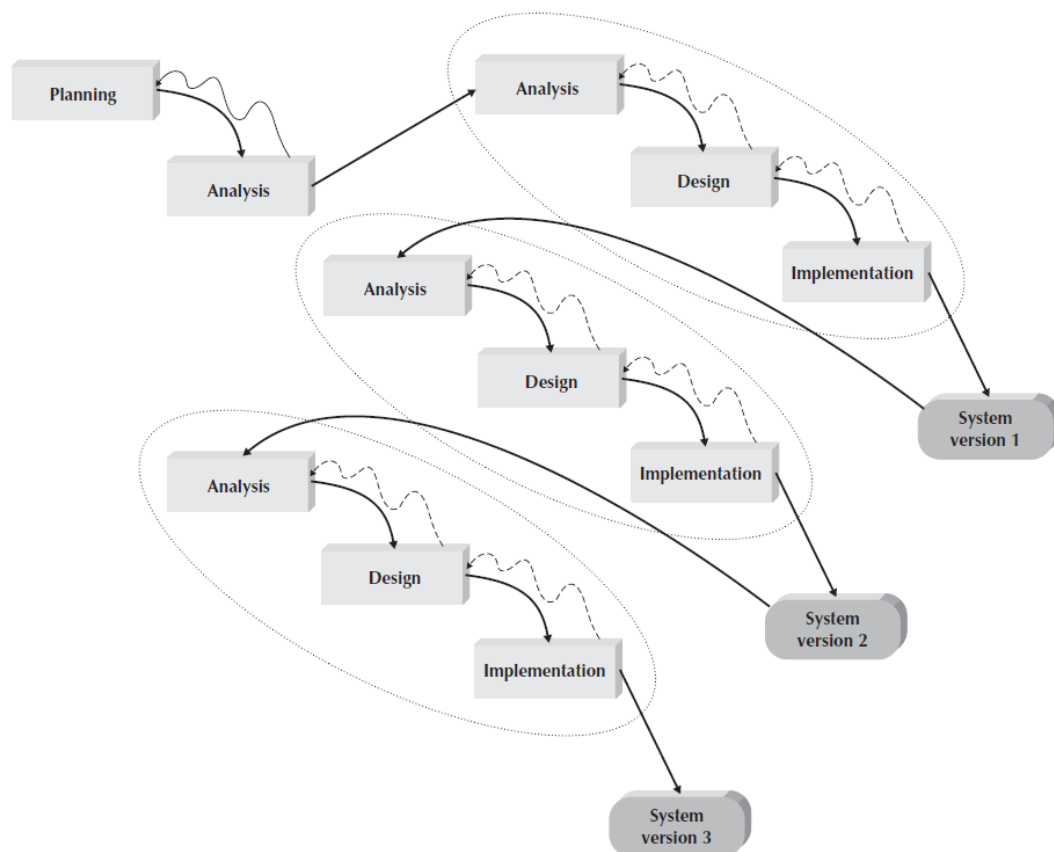 Planning
Analysis
Analysis
Design
Implementation
System
version 1
Analysis
Design
Implementation
System
version 2
Analysis
Design
Implementation
System
version 3